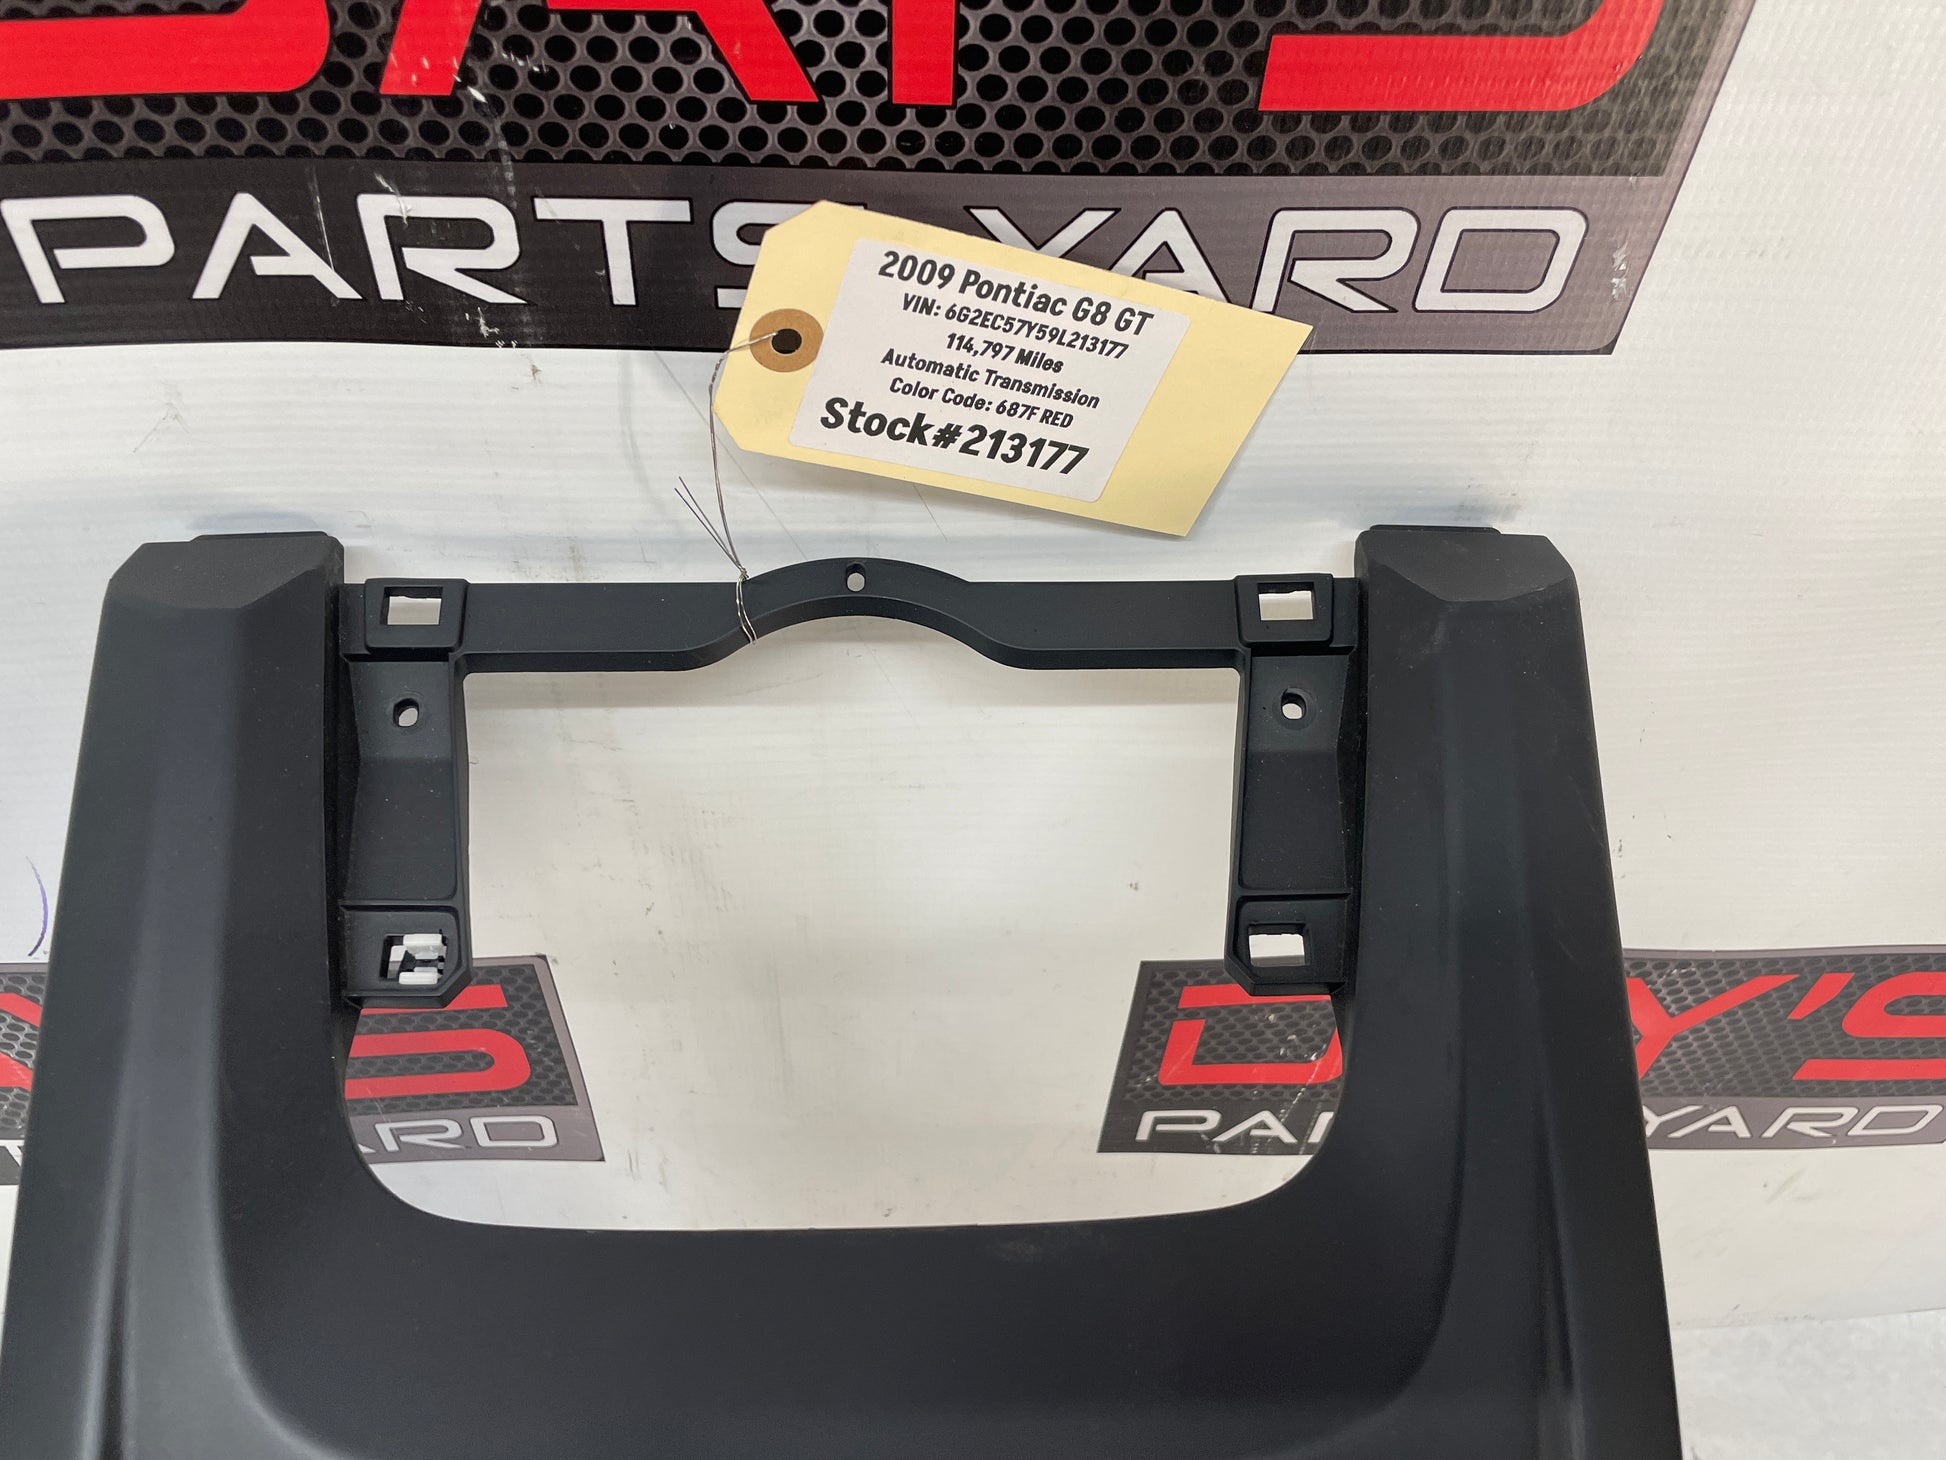 PARTS YARD
2009 Pontiac G8 GT
VIN: 6G2EC57Y59L213177
114,797 Miles
Automatic Transmission
Color Code: 687F RED
Stock#213177
DAY'S
YARD